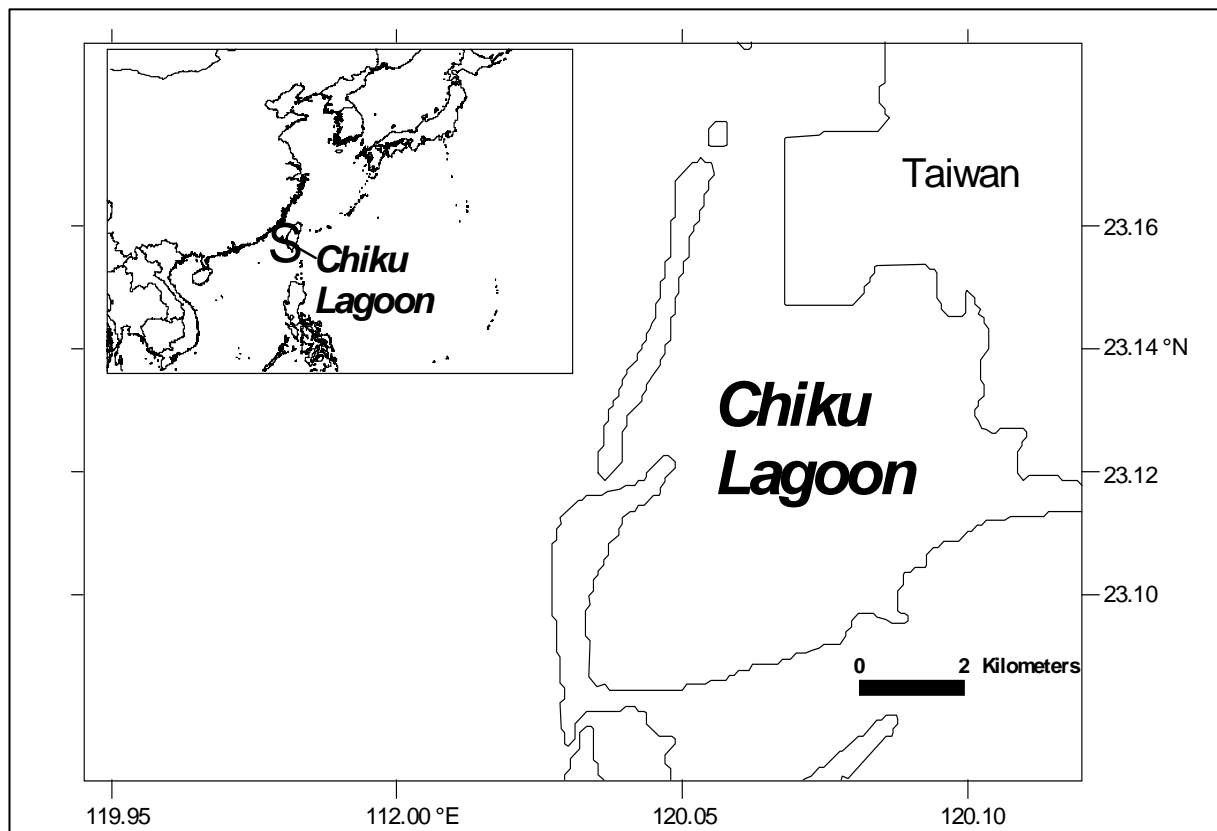 Taiwan
S
Chiku
Lagoon
Chiku
Lagoon
23.16
23.14 °N
23.12
23.10
0 2 Kilometers
119.95 112.00 °E 120.05 120.10